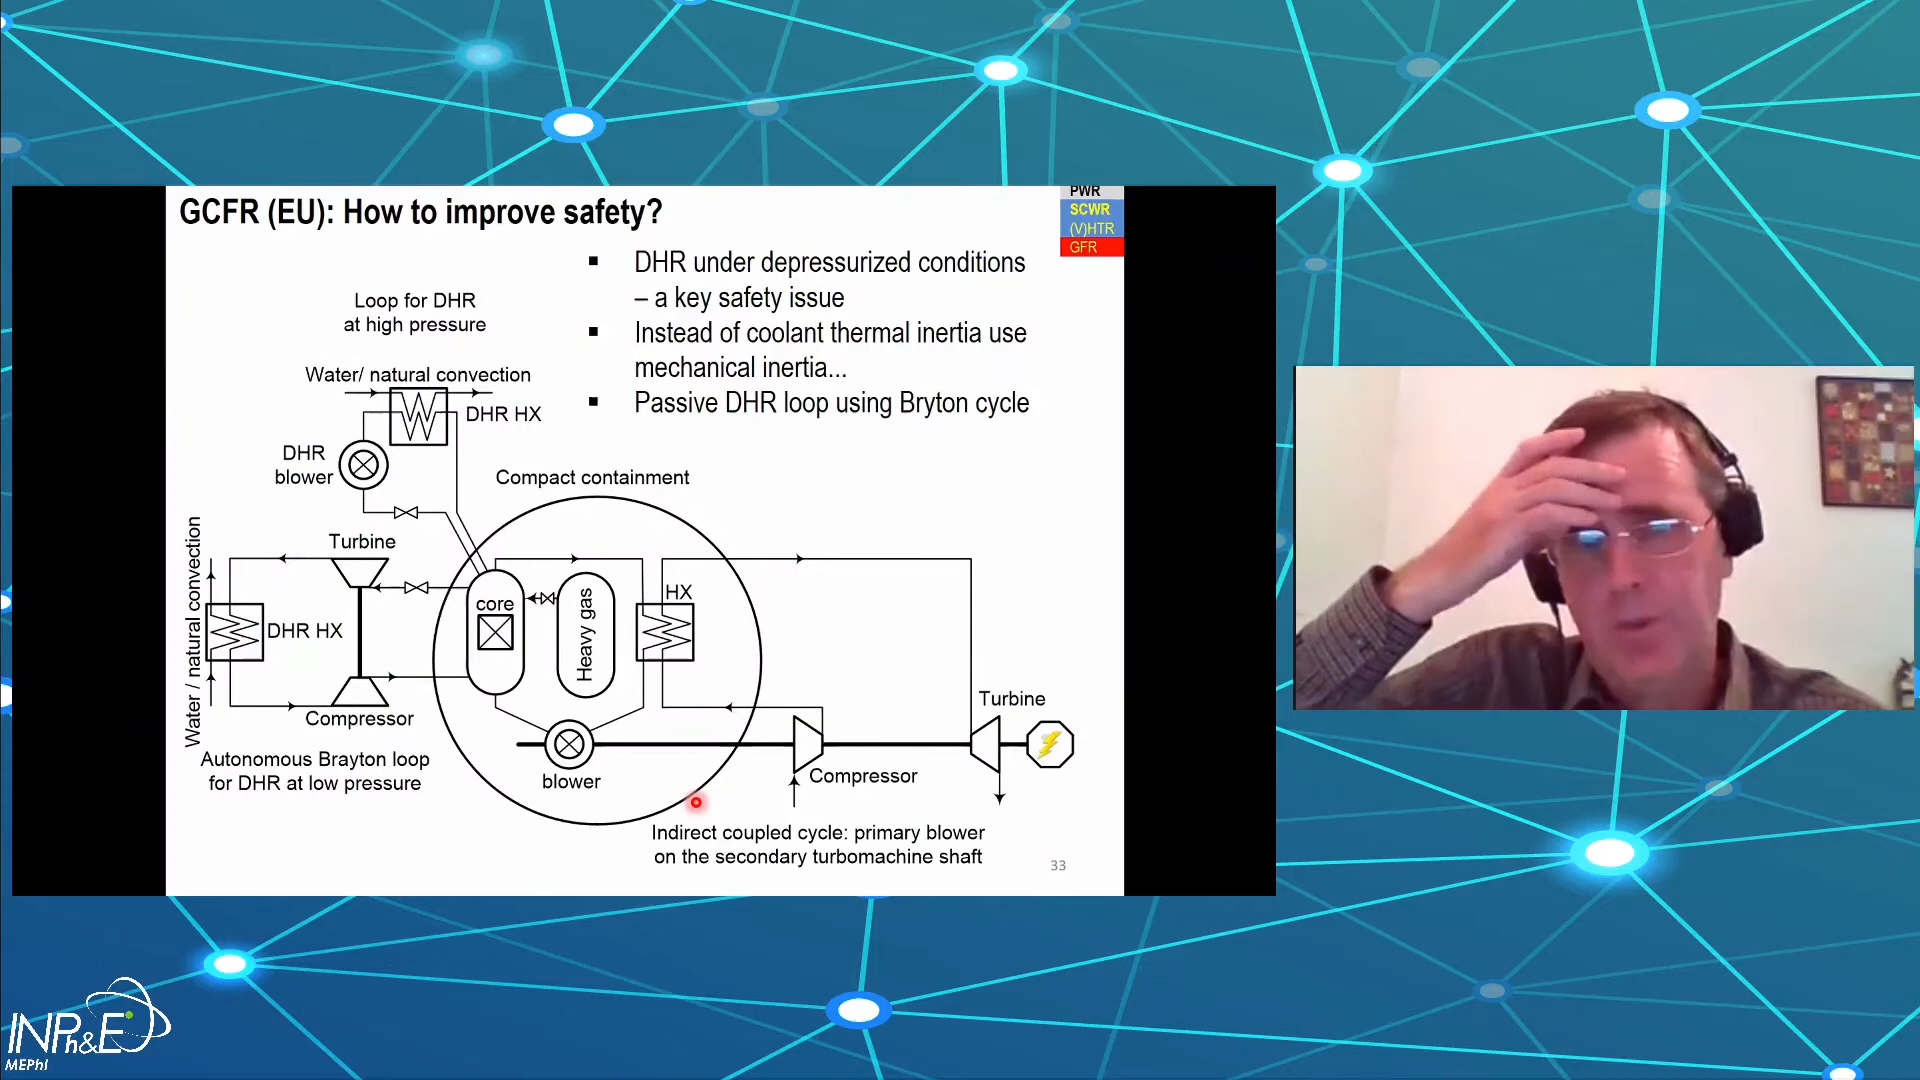 GCFR (EU): How to improve safety?
PWR
SCWR
(V)HTR
GFR
▪ DHR under depressurized conditions
– a key safety issue
▪ Instead of coolant thermal inertia use
mechanical inertia...
▪ Passive DHR loop using Bryton cycle
Loop for DHR
at high pressure
Water/ natural convection
DHR HX
DHR
blower
Compact containment
Turbine
Water / natural convection
DHR HX
core
Heavy gas
HX
Compressor
blower
Turbine
Compressor
Autonomous Brayton loop
for DHR at low pressure
Indirect coupled cycle: primary blower
on the secondary turbomachine shaft
33
INPh&E
MEPhI